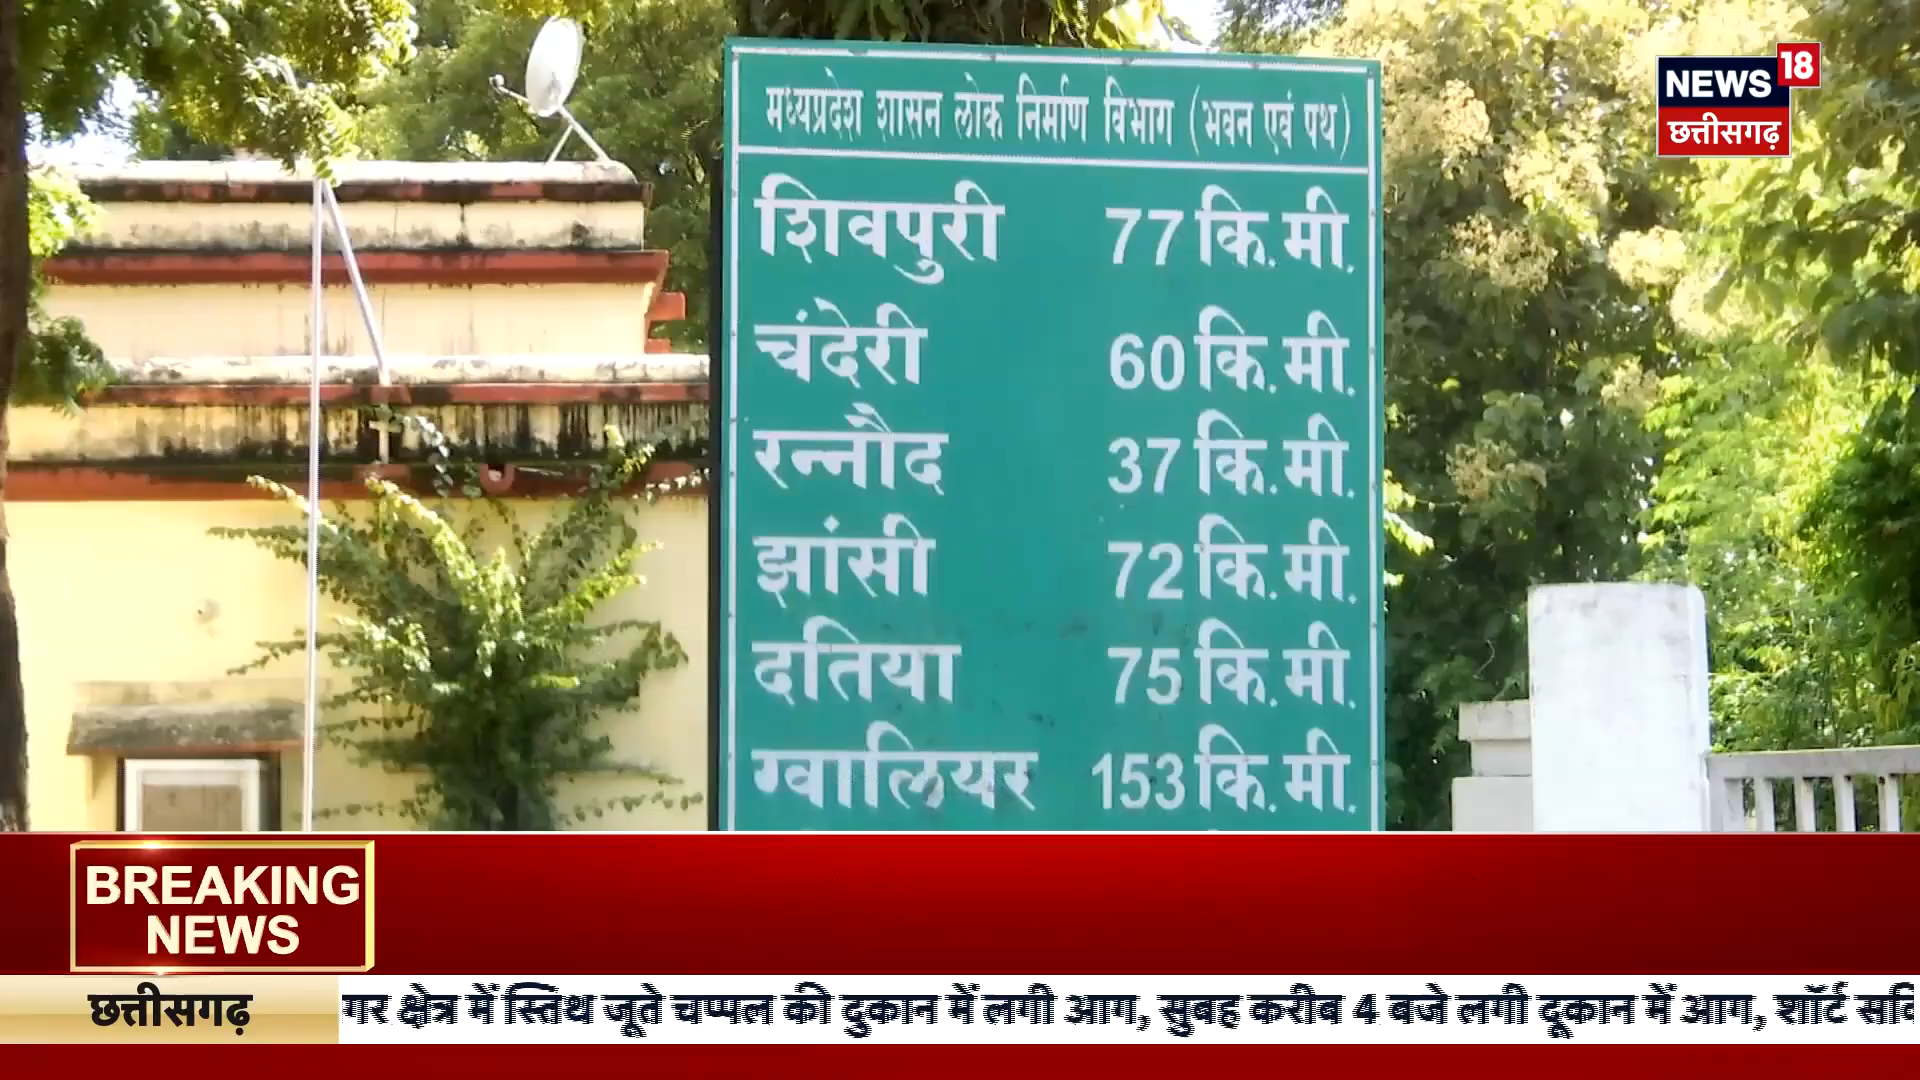 NEWS 18
छत्तीसगढ़
मध्यप्रदेश शासन लोक निर्माण विभाग (भवन एवं पथ)
शिवपुरी 77 कि.मी.
चंदेरी 60 कि.मी.
रन्नौद 37 कि.मी.
झांसी 72 कि.मी.
दतिया 75 कि.मी.
ग्वालियर 153 कि.मी.
BREAKING
NEWS
छत्तीसगढ़
गर क्षेत्र में स्तिथ जूते चप्पल की दुकान में लगी आग, सुबह करीब 4 बजे लगी दूकान में आग, शॉर्ट